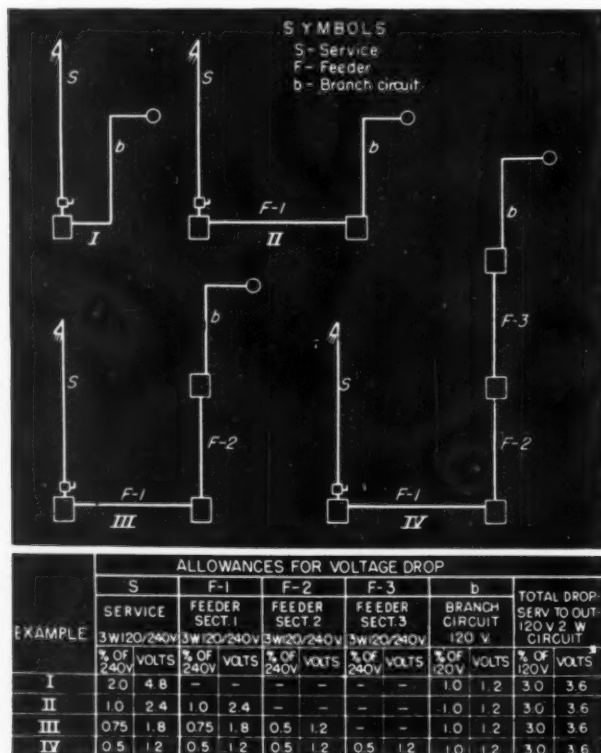 SYMBOLS
S- Service
F- Feeder
b= Branch circuit
S
b
I
S
F-1
II
b
S
F-1
III
F-2
b
S
F-1
IV
F-2
F-3
b
ALLOWANCES FOR VOLTAGE DROP
EXAMPLE
S F-1 F-2 F-3 b TOTAL DROP-
SERVICE FEEDER FEEDER FEEDER BRANCH SERV TO OUT-
SECT. 1 SECT. 2 SECT. 3 CIRCUIT 120 V 2 W
3W120/240V 3W120/240V 3W120/240V 3W120/240V 120 V CIRCUIT*
% OF 240V VOLTS % OF 240V VOLTS % OF 240V VOLTS % OF 240V VOLTS % OF 120V VOLTS % OF 120V VOLTS
I 2.0 4.8 - - - - - - 1.0 1.2 3.0 3.6
II 1.0 2.4 1.0 2.4 - - - - 1.0 1.2 3.0 3.6
III 0.75 1.8 0.75 1.8 0.5 1.2 - - 1.0 1.2 3.0 3.6
IV 0.5 1.2 0.5 1.2 0.5 1.2 0.5 1.2 1.0 1.2 3.0 3.6